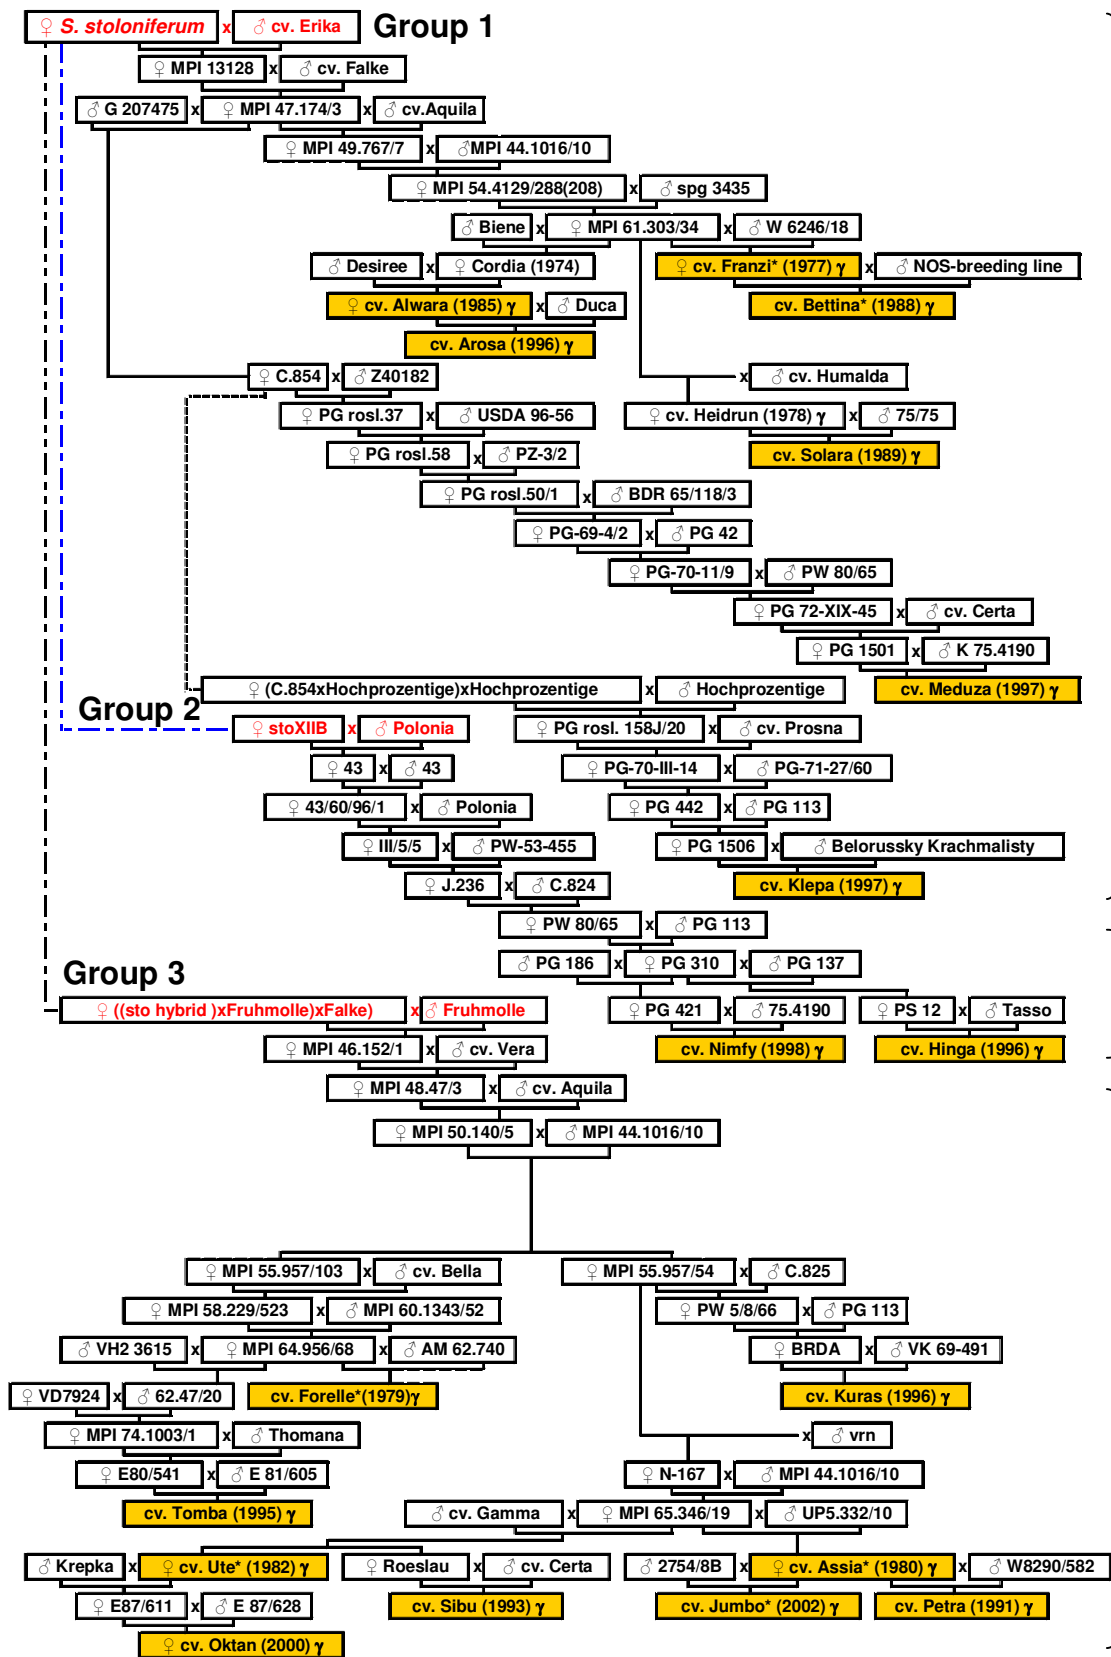 ♀ S. stoloniferum x ♂ cv. Erika Group 1
♀ MPI 13128 x ♂ cv. Falke
♂ G 207475 x ♀ MPI 47.174/3 x ♂ cv.Aquila
♀ MPI 49.767/7 x ♂MPI 44.1016/10
♀ MPI 54.4129/288(208) x ♂ spg 3435
♂ Biene x ♀ MPI 61.303/34 x ♂ W 6246/18
♂ Desiree x ♀ Cordia (1974) ♀ cv. Franzi* (1977) γ x ♂ NOS-breeding line
♀ cv. Alwara (1985) γ x ♂ Duca cv. Bettina* (1988) γ
cv. Arosa (1996) γ
♀ C.854 x ♂ Z40182 x ♂ cv. Humalda
♀ PG rosl.37 x ♂ USDA 96-56 ♀ cv. Heidrun (1978) γ x ♂ 75/75
♀ PG rosl.58 x ♂ PZ-3/2 cv. Solara (1989) γ
♀ PG rosl.50/1 x ♂ BDR 65/118/3
♀ PG-69-4/2 x ♂ PG 42
♀ PG-70-11/9 x ♂ PW 80/65
♀ PG 72-XIX-45 x ♂ cv. Certa
♀ PG 1501 x ♂ K 75.4190
♀ (C.854xHochprozentige)xHochprozentige x ♂ Hochprozentige cv. Meduza (1997) γ
Group 2
♀ stoXIIB x ♂ Polonia ♀ PG rosl. 158J/20 x ♂ cv. Prosna
♀ 43 x ♂ 43 ♀ PG-70-III-14 x ♂ PG-71-27/60
♀ 43/60/96/1 x ♂ Polonia ♀ PG 442 x ♂ PG 113
♀ III/5/5 x ♂ PW-53-455 ♀ PG 1506 x ♂ Belorussky Krachmalisty
♀ J.236 x ♂ C.824 cv. Klepa (1997) γ
♀ PW 80/65 x ♂ PG 113
Group 3 ♂ PG 186 x ♀ PG 310 x ♂ PG 137
♀ ((sto hybrid )xFruhmolle)xFalke) x ♂ Fruhmolle ♀ PG 421 x ♂ 75.4190 ♀ PS 12 x ♂ Tasso
♀ MPI 46.152/1 x ♂ cv. Vera cv. Nimfy (1998) γ cv. Hinga (1996) γ
♀ MPI 48.47/3 x ♂ cv. Aquila
♀ MPI 50.140/5 x ♂ MPI 44.1016/10
♀ MPI 55.957/103 x ♂ cv. Bella ♀ MPI 55.957/54 x ♂ C.825
♀ MPI 58.229/523 x ♂ MPI 60.1343/52 ♀ PW 5/8/66 x ♂ PG 113
♂ VH2 3615 x ♀ MPI 64.956/68 x ♂ AM 62.740 ♀ BRDA x ♂ VK 69-491
♀ VD7924 x ♂ 62.47/20 cv. Forelle*(1979)γ cv. Kuras (1996) γ
♀ MPI 74.1003/1 x ♂ Thomana x ♂ vrn
♀ E80/541 x ♂ E 81/605 ♀ N-167 x ♂ MPI 44.1016/10
cv. Tomba (1995) γ ♂ cv. Gamma x ♀ MPI 65.346/19 x ♂ UP5.332/10
♂ Krepka x ♀ cv. Ute* (1982) γ ♀ Roeslau x ♂ cv. Certa ♂ 2754/8B x ♀ cv. Assia* (1980) γ x ♂ W8290/582
♀ E87/611 x ♂ E 87/628 cv. Sibu (1993) γ cv. Jumbo* (2002) γ cv. Petra (1991) γ
♀ cv. Oktan (2000) γ